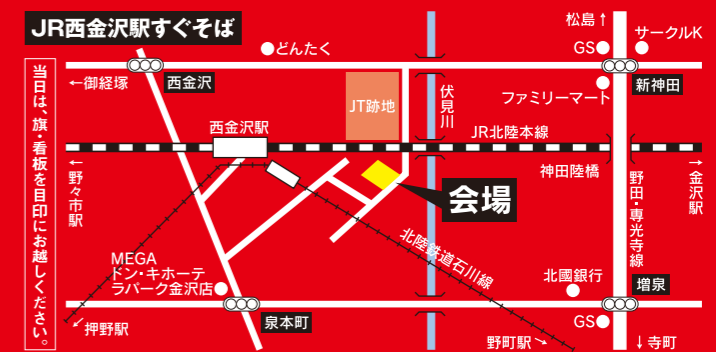 JR西金沢駅すぐそば
当日は、旗・看板を目印にお越しください。
松島↑
サークルK
GS
どんたく
←御経塚
西金沢
JT跡地
伏見川
ファミリーマート
新神田
西金沢駅
JR北陸本線
←野々市駅
神田陸橋
野田・専光寺線
→金沢駅
会場
北陸鉄道石川線
MEGA
ドン・キホーテ
ラパーク金沢店
北國銀行
増泉
泉本町
GS
↙押野駅
野町駅→
↓寺町